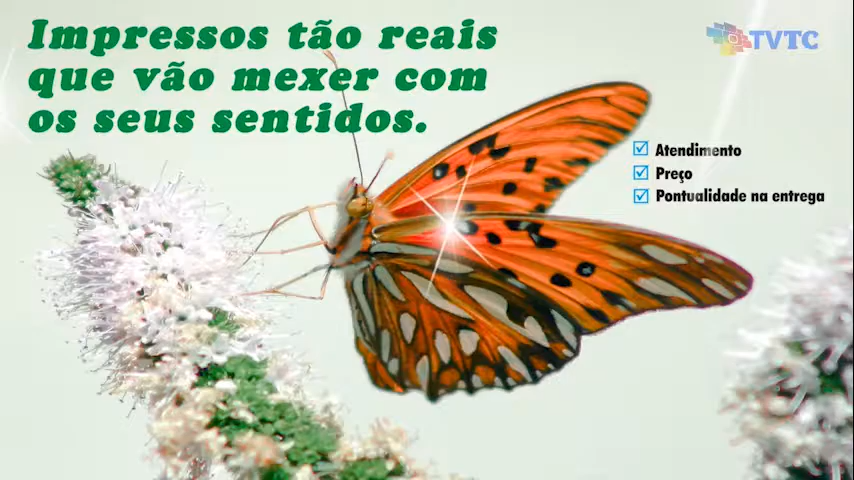 Impressos tão reais
que vão mexer com
os seus sentidos.
TVTC
Atendimento
Preço
Pontualidade na entrega